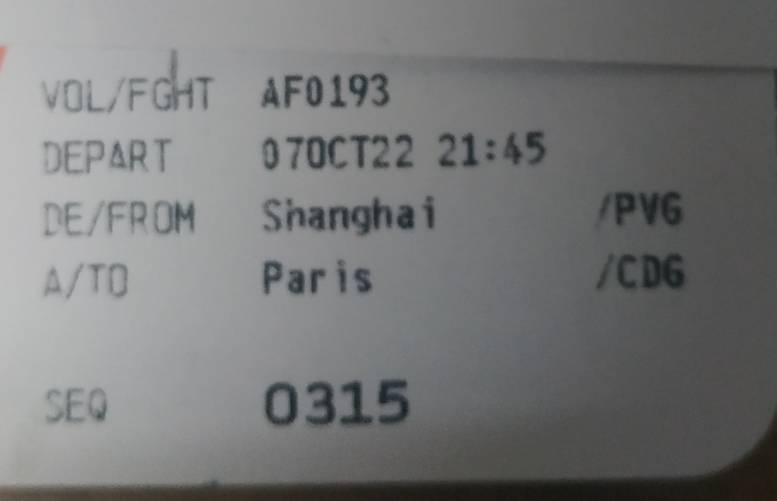 VOL/FGHT AF0193
DEPART 07OCT22 21:45
DE/FROM Shanghai /PVG
A/TO Paris /CDG
SEQ 0315